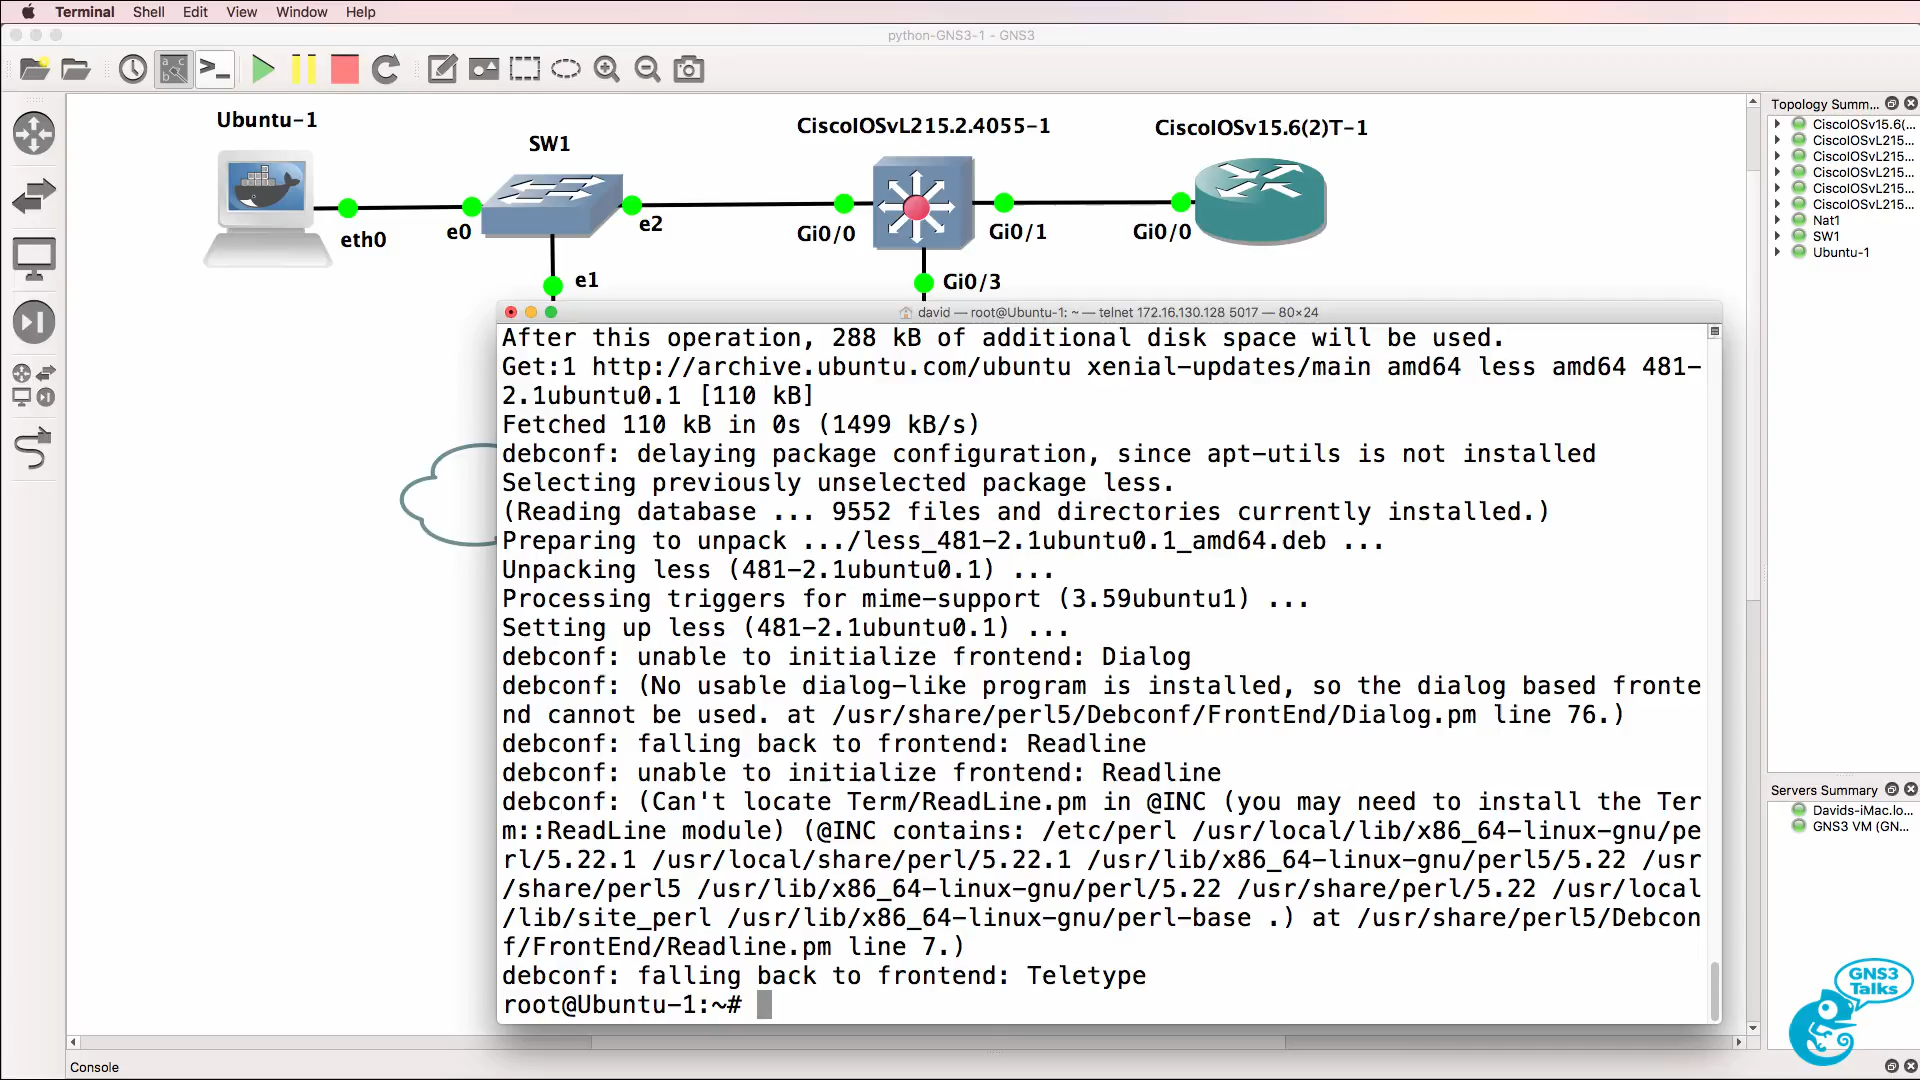 Terminal Shell Edit View Window Help
python-GNS3-1 - GNS3
Ubuntu-1
SW1
CiscoIOSvL215.2.4055-1
CiscoIOSv15.6(2)T-1
eth0
e0
e2
Gi0/0
Gi0/1
Gi0/0
e1
Gi0/3
Topology Summ...
CiscoIOSv15.6(...
CiscoIOSvL215...
CiscoIOSvL215...
CiscoIOSvL215...
CiscoIOSvL215...
CiscoIOSvL215...
Nat1
SW1
Ubuntu-1
david — root@Ubuntu-1: ~ — telnet 172.16.130.128 5017 — 80×24
After this operation, 288 kB of additional disk space will be used.
Get:1 http://archive.ubuntu.com/ubuntu xenial-updates/main amd64 less amd64 481-
2.1ubuntu0.1 [110 kB]
Fetched 110 kB in 0s (1499 kB/s)
debconf: delaying package configuration, since apt-utils is not installed
Selecting previously unselected package less.
(Reading database ... 9552 files and directories currently installed.)
Preparing to unpack .../less_481-2.1ubuntu0.1_amd64.deb ...
Unpacking less (481-2.1ubuntu0.1) ...
Processing triggers for mime-support (3.59ubuntu1) ...
Setting up less (481-2.1ubuntu0.1) ...
debconf: unable to initialize frontend: Dialog
debconf: (No usable dialog-like program is installed, so the dialog based fronte
nd cannot be used. at /usr/share/perl5/Debconf/FrontEnd/Dialog.pm line 76.)
debconf: falling back to frontend: Readline
debconf: unable to initialize frontend: Readline
debconf: (Can't locate Term/ReadLine.pm in @INC (you may need to install the Ter
m::ReadLine module) (@INC contains: /etc/perl /usr/local/lib/x86_64-linux-gnu/pe
rl/5.22.1 /usr/local/share/perl/5.22.1 /usr/lib/x86_64-linux-gnu/perl5/5.22 /usr
/share/perl5 /usr/lib/x86_64-linux-gnu/perl/5.22 /usr/share/perl/5.22 /usr/local
/lib/site_perl /usr/lib/x86_64-linux-gnu/perl-base .) at /usr/share/perl5/Debcon
f/FrontEnd/Readline.pm line 7.)
debconf: falling back to frontend: Teletype
root@Ubuntu-1:~#
Servers Summary
Davids-iMac.lo...
GNS3 VM (GN...
GNS3
Talks
Console